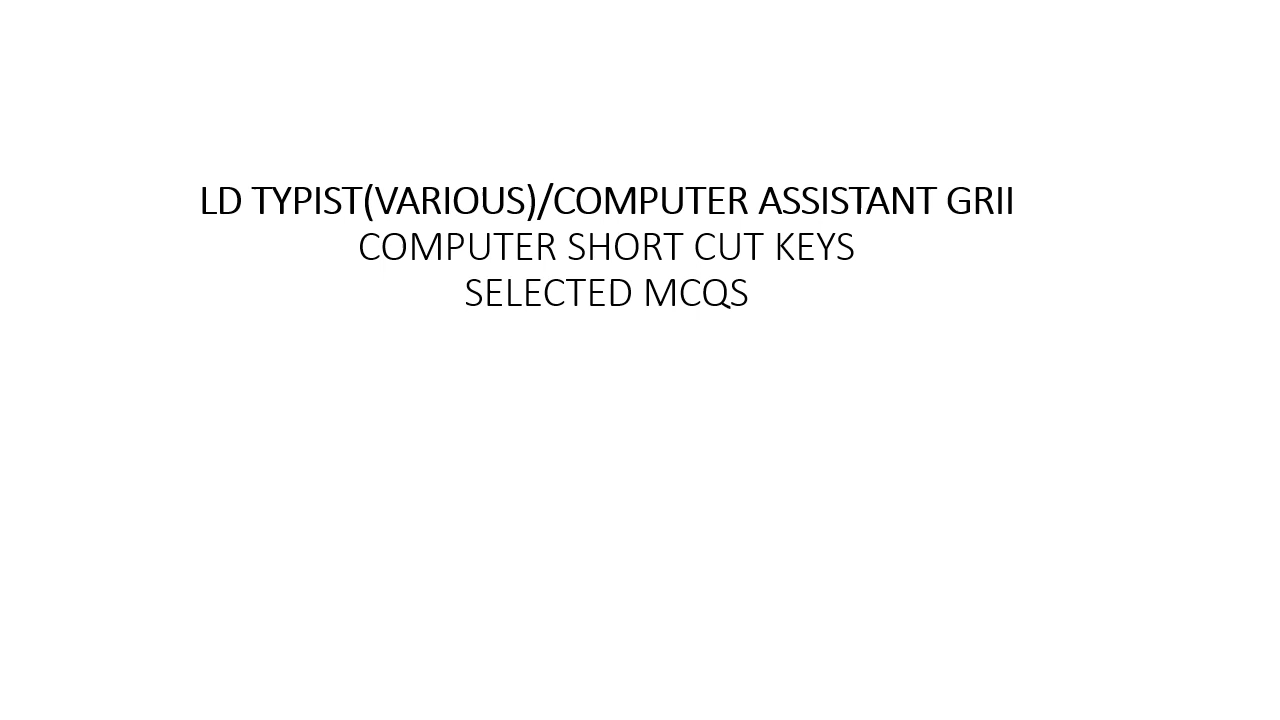 LD TYPIST(VARIOUS)/COMPUTER ASSISTANT GRII
COMPUTER SHORT CUT KEYS
SELECTED MCQS